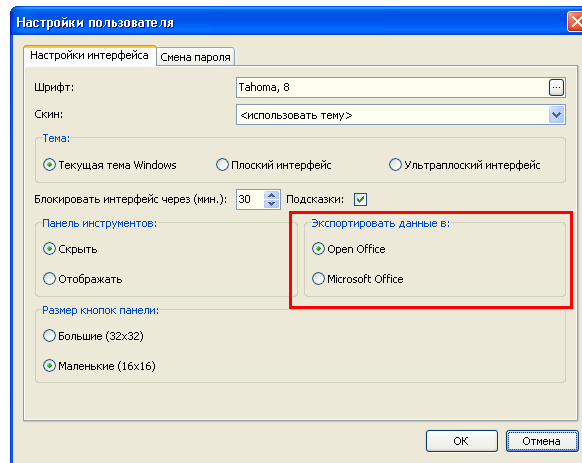 Настройки пользователя
Настройки интерфейса Смена пароля
Шрифт: Tahoma, 8 ...
Скин: <использовать тему>
Тема:
Текущая тема Windows Плоский интерфейс Ультраплоский интерфейс
Блокировать интерфейс через (мин.): 30 Подсказки:
Панель инструментов: Экспортировать данные в:
Скрыть Open Office
Отображать Microsoft Office
Размер кнопок панели:
Большие (32x32)
Маленькие (16x16)
OK Отмена